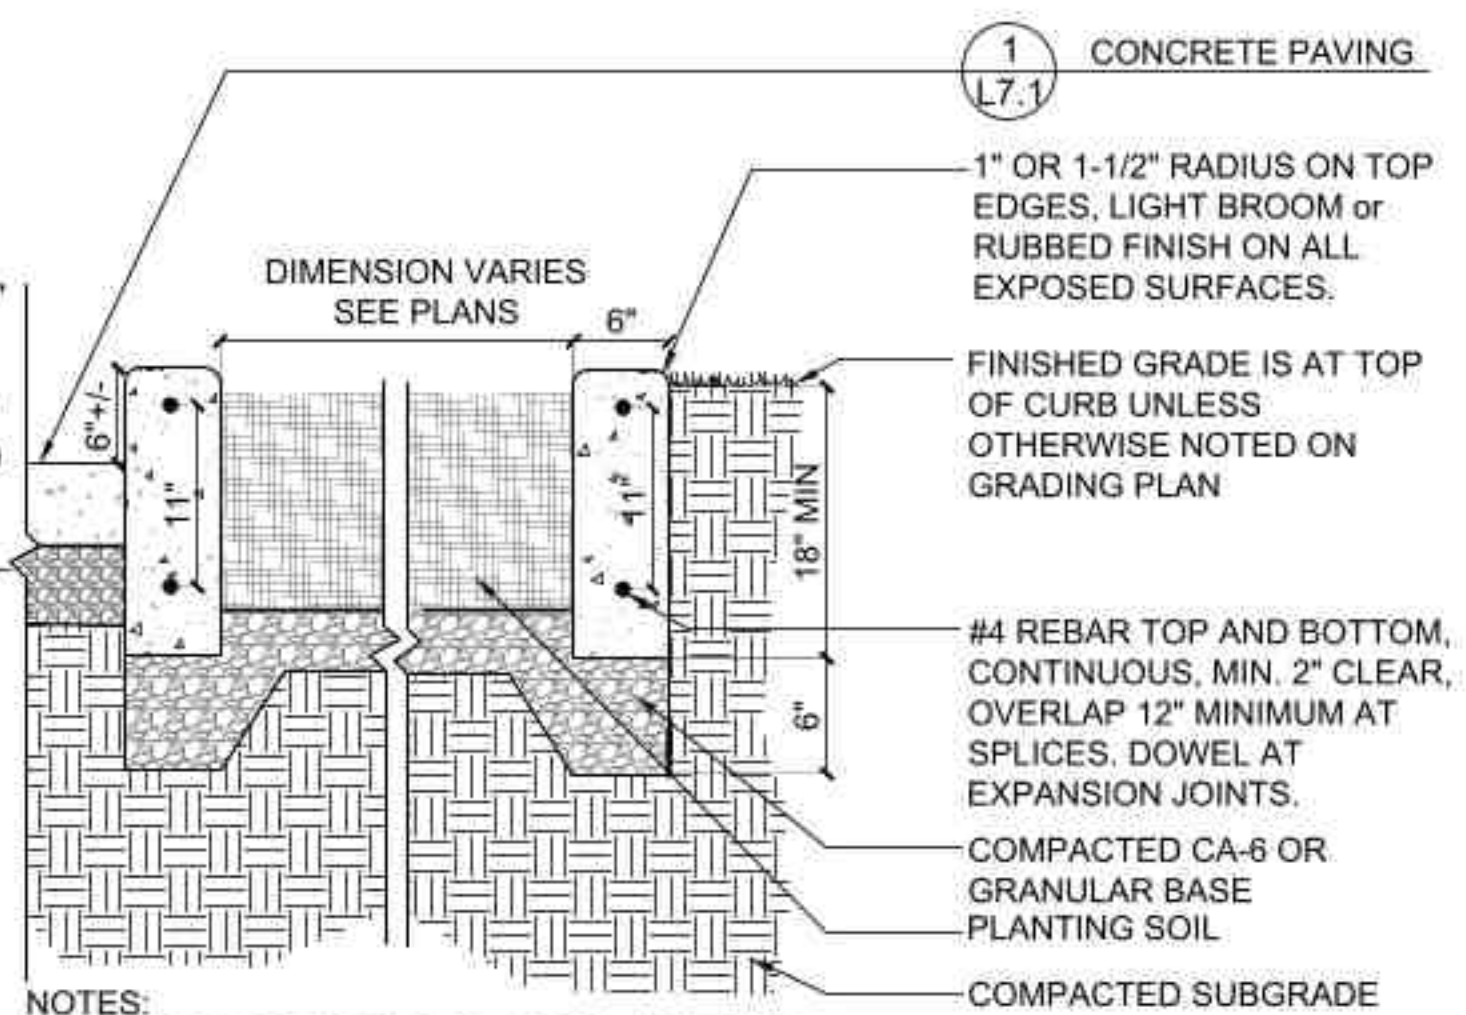 1
L7.1
CONCRETE PAVING
1" OR 1-1/2" RADIUS ON TOP
EDGES, LIGHT BROOM or
RUBBED FINISH ON ALL
EXPOSED SURFACES.
DIMENSION VARIES
SEE PLANS
6"
FINISHED GRADE IS AT TOP
OF CURB UNLESS
OTHERWISE NOTED ON
GRADING PLAN
6"+/-
11"
11"
18" MIN
#4 REBAR TOP AND BOTTOM,
CONTINUOUS, MIN. 2" CLEAR,
OVERLAP 12" MINIMUM AT
SPLICES. DOWEL AT
EXPANSION JOINTS.
6"
COMPACTED CA-6 OR
GRANULAR BASE
PLANTING SOIL
COMPACTED SUBGRADE
NOTES: